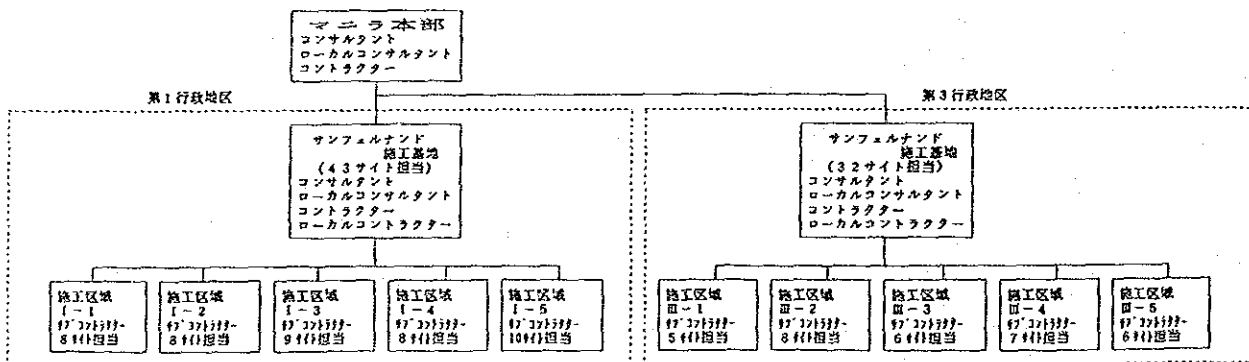 マニラ本部
コンサルタント
ローカルコンサルタント
コントラクター
第1行政地区
第3行政地区
サンフェルナンド
施工基地
(43サイト担当)
コンサルタント
ローカルコンサルタント
コントラクター
ローカルコントラクター
サンフェルナンド
施工基地
(32サイト担当)
コンサルタント
ローカルコンサルタント
コントラクター
ローカルコントラクター
施工区域
I-1
サブコントラクター
8サイト担当
施工区域
I-2
サブコントラクター
8サイト担当
施工区域
I-3
サブコントラクター
9サイト担当
施工区域
I-4
サブコントラクター
8サイト担当
施工区域
I-5
サブコントラクター
10サイト担当
施工区域
III-1
サブコントラクター
5サイト担当
施工区域
III-2
サブコントラクター
8サイト担当
施工区域
III-3
サブコントラクター
6サイト担当
施工区域
III-4
サブコントラクター
7サイト担当
施工区域
III-5
サブコントラクター
6サイト担当